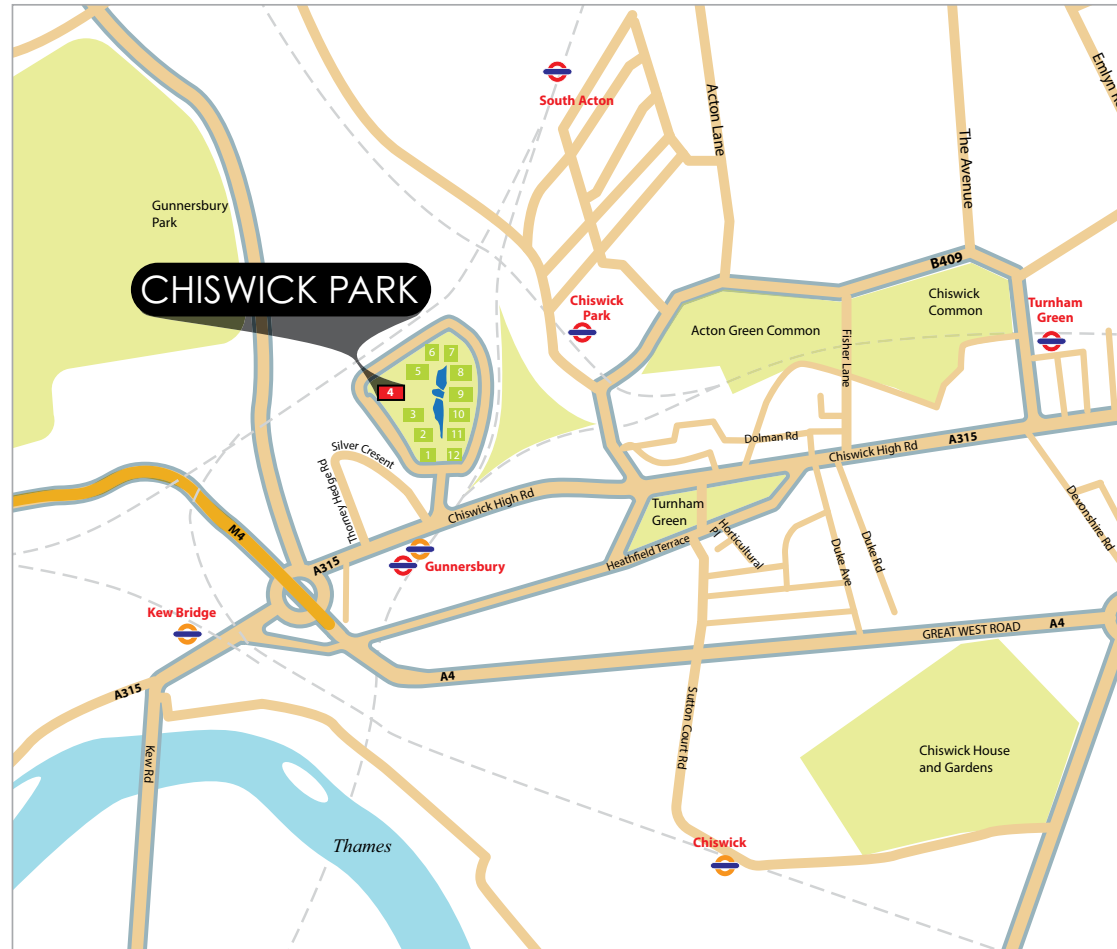 South Acton
Acton Lane
The Avenue
Emlyn R
Gunnersbury
Park
CHISWICK PARK
B409
Chiswick
Park
Acton Green Common
Chiswick
Common
Turnham
Green
Fisher Lane
6
7
5
8
4
9
3
10
2
11
1
12
Silver Cresent
Thorney Hedge Rd
Dolman Rd
Chiswick High Rd
A315
Chiswick High Rd
Turnham
Green
Horticultural
Pl
Heathfield Terrace
Duke Ave
Duke Rd
Devonshire Rd
M4
A315
Gunnersbury
Kew Bridge
GREAT WEST ROAD
A4
A4
A315
Kew Rd
Sutton Court Rd
Chiswick House
and Gardens
Thames
Chiswick